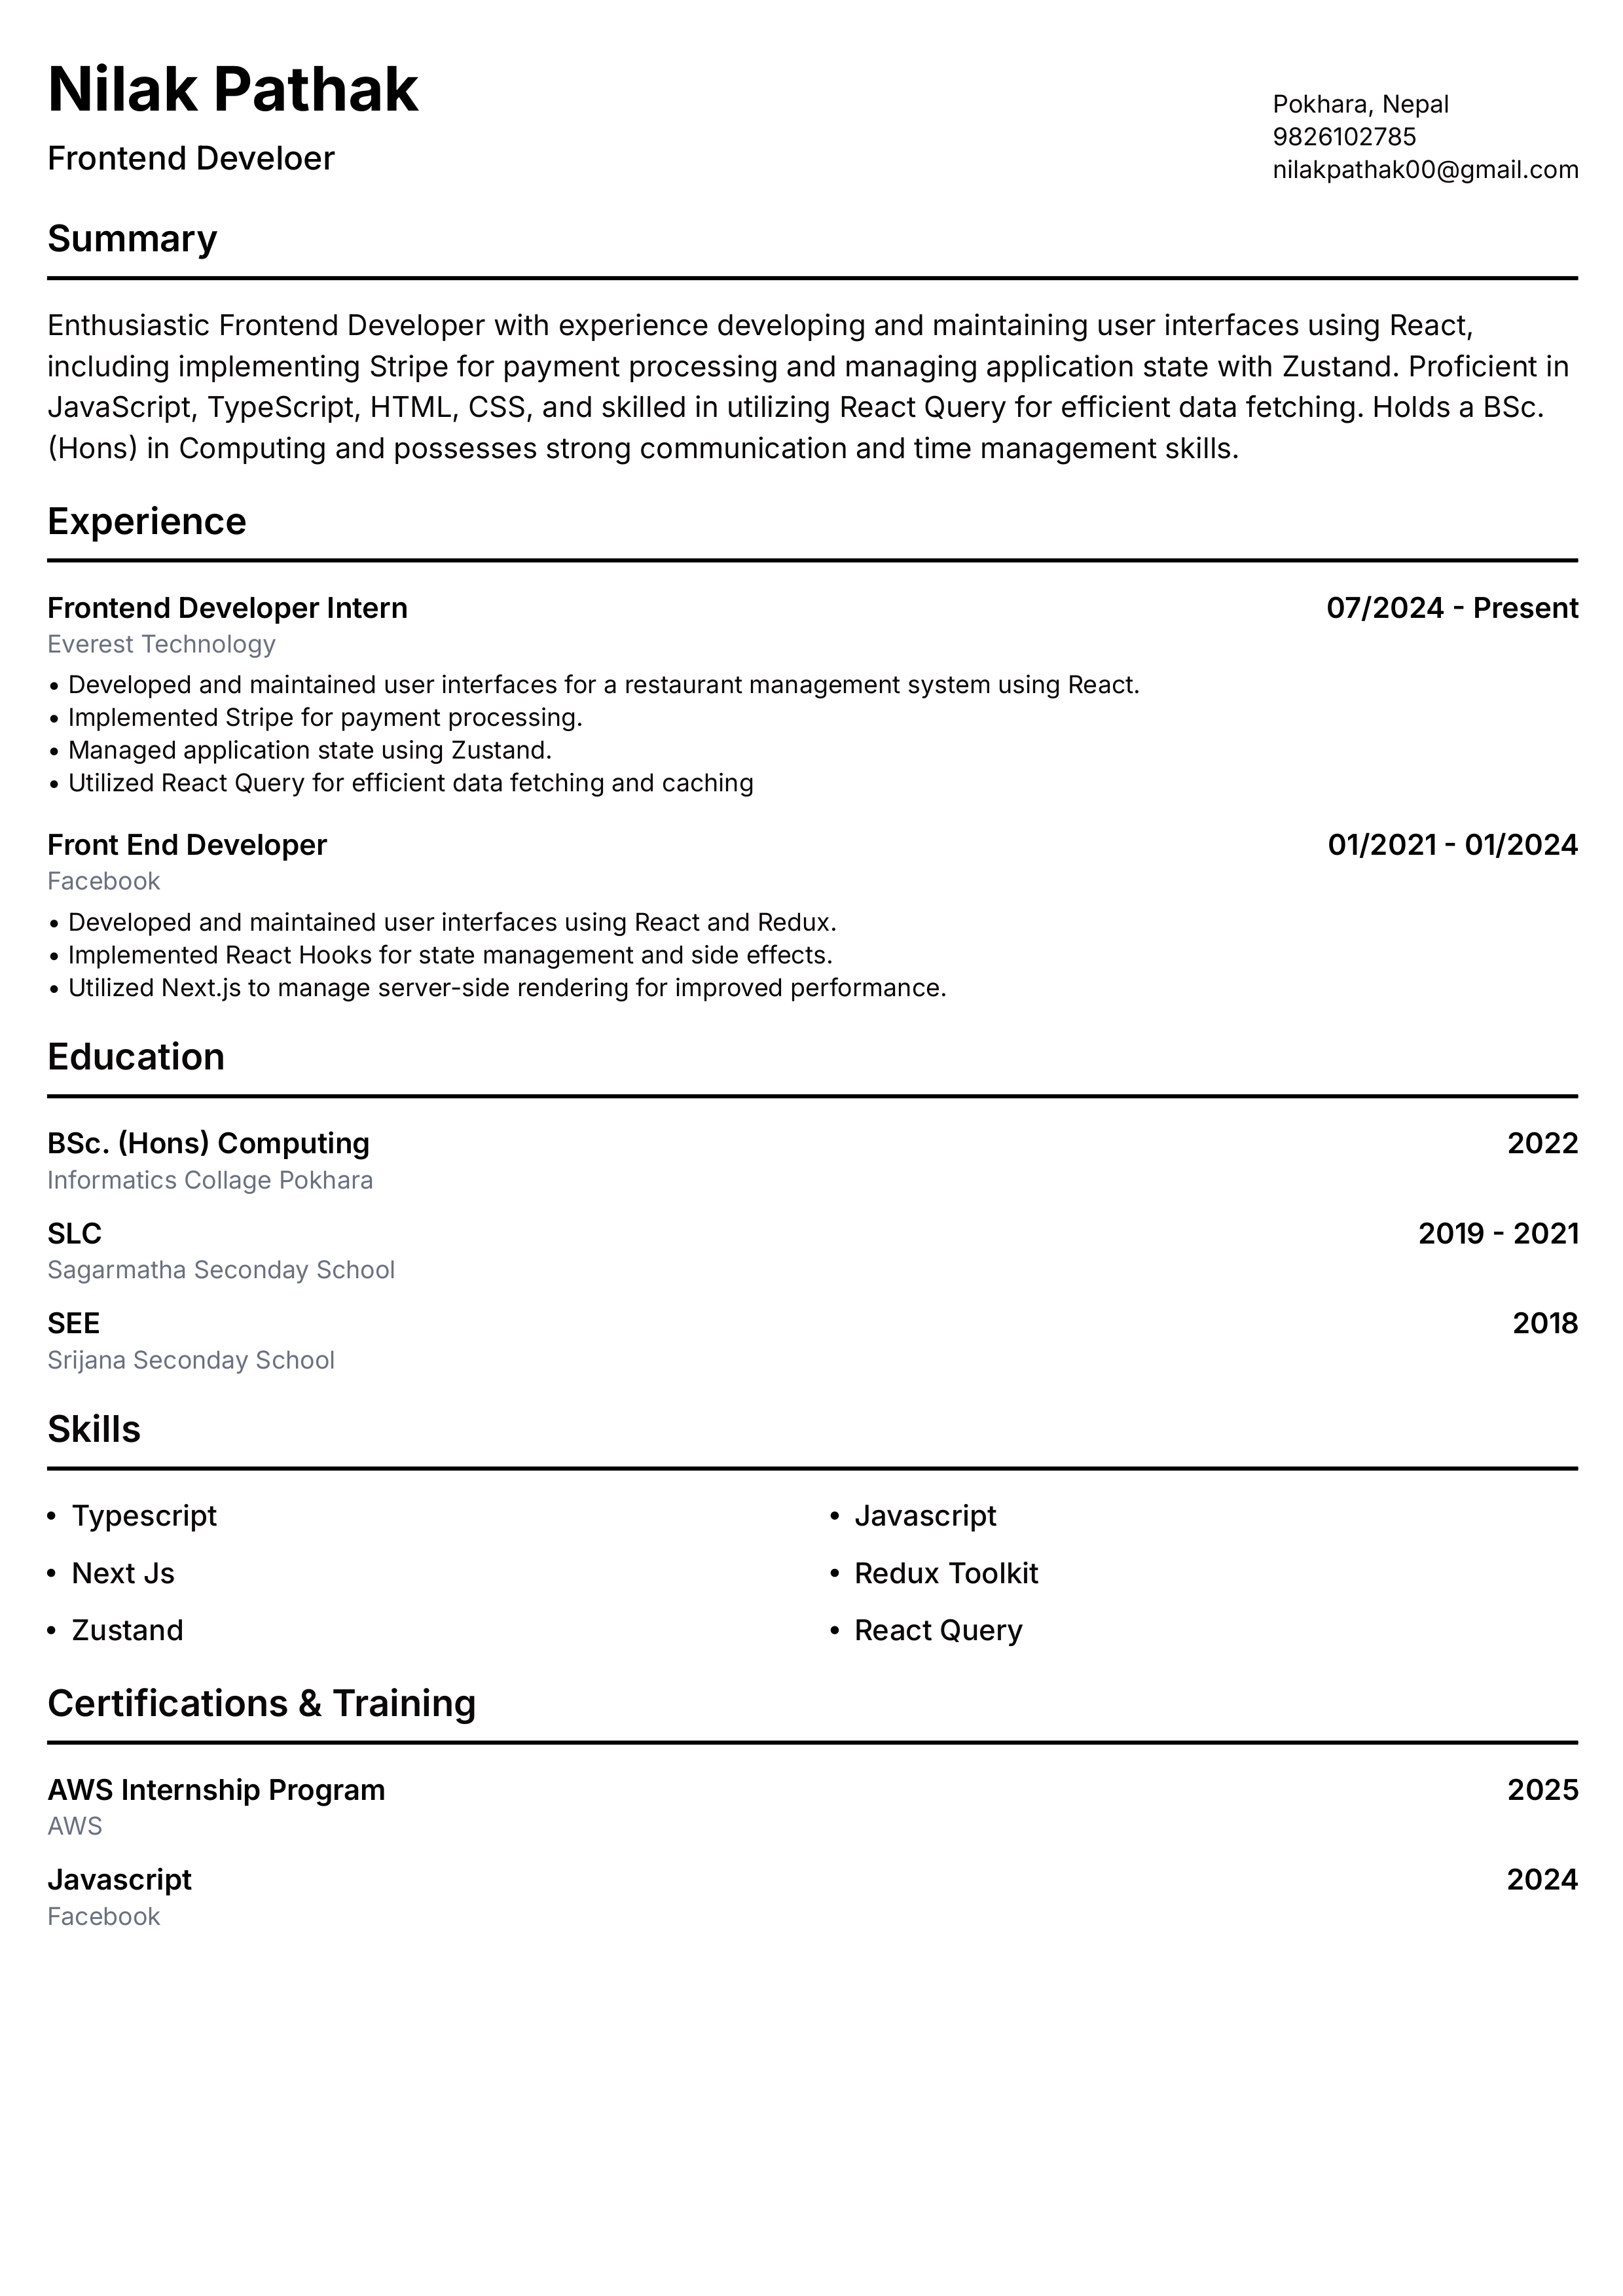 Nilak Pathak
Frontend Develoer
Pokhara, Nepal
9826102785
nilakpathak00@gmail.com
Summary
Enthusiastic Frontend Developer with experience developing and maintaining user interfaces using React,
including implementing Stripe for payment processing and managing application state with Zustand. Proficient in
JavaScript, TypeScript, HTML, CSS, and skilled in utilizing React Query for efficient data fetching. Holds a BSc.
(Hons) in Computing and possesses strong communication and time management skills.
Experience
Frontend Developer Intern 07/2024 - Present
Everest Technology
• Developed and maintained user interfaces for a restaurant management system using React.
• Implemented Stripe for payment processing.
• Managed application state using Zustand.
• Utilized React Query for efficient data fetching and caching
Front End Developer 01/2021 - 01/2024
Facebook
• Developed and maintained user interfaces using React and Redux.
• Implemented React Hooks for state management and side effects.
• Utilized Next.js to manage server-side rendering for improved performance.
Education
BSc. (Hons) Computing 2022
Informatics Collage Pokhara
SLC 2019 - 2021
Sagarmatha Seconday School
SEE 2018
Srijana Seconday School
Skills
• Typescript • Javascript
• Next Js • Redux Toolkit
• Zustand • React Query
Certifications & Training
AWS Internship Program 2025
AWS
Javascript 2024
Facebook